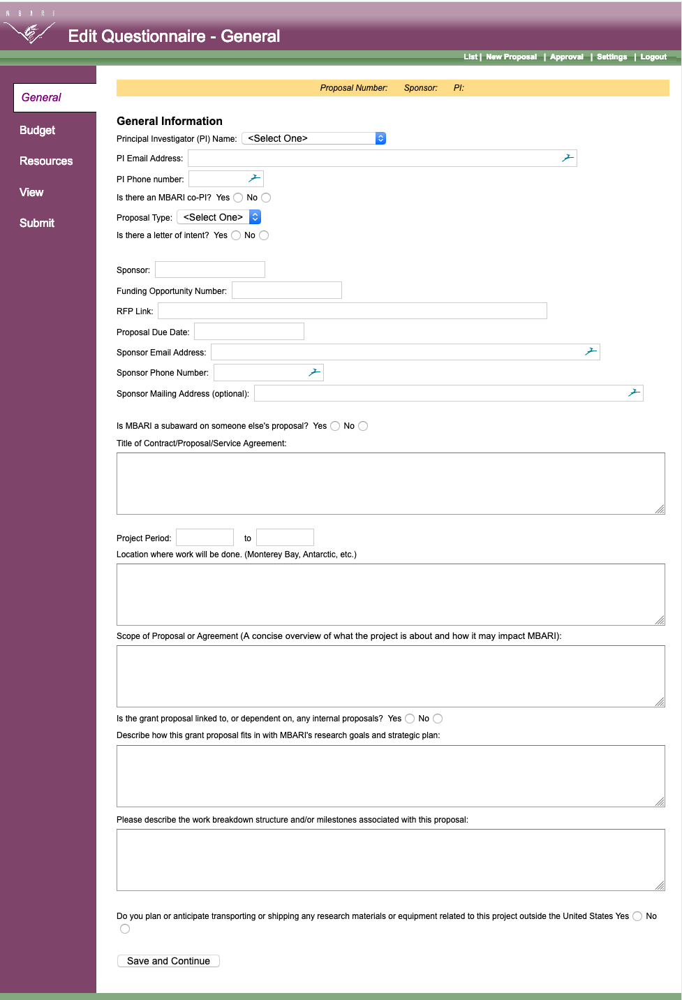 M B A R I
Edit Questionnaire - General
List | New Proposal | Approval | Settings | Logout
Proposal Number: Sponsor: PI:
General
Budget
Resources
View
Submit
General Information
Principal Investigator (PI) Name: <Select One>
PI Email Address:
PI Phone number:
Is there an MBARI co-PI? Yes No
Proposal Type: <Select One>
Is there a letter of intent? Yes No
Sponsor:
Funding Opportunity Number:
RFP Link:
Proposal Due Date:
Sponsor Email Address:
Sponsor Phone Number:
Sponsor Mailing Address (optional):
Is MBARI a subaward on someone else's proposal? Yes No
Title of Contract/Proposal/Service Agreement:
Project Period: to
Location where work will be done. (Monterey Bay, Antarctic, etc.)
Scope of Proposal or Agreement (A concise overview of what the project is about and how it may impact MBARI):
Is the grant proposal linked to, or dependent on, any internal proposals? Yes No
Describe how this grant proposal fits in with MBARI's research goals and strategic plan:
Please describe the work breakdown structure and/or milestones associated with this proposal:
Do you plan or anticipate transporting or shipping any research materials or equipment related to this project outside the United States Yes No
Save and Continue